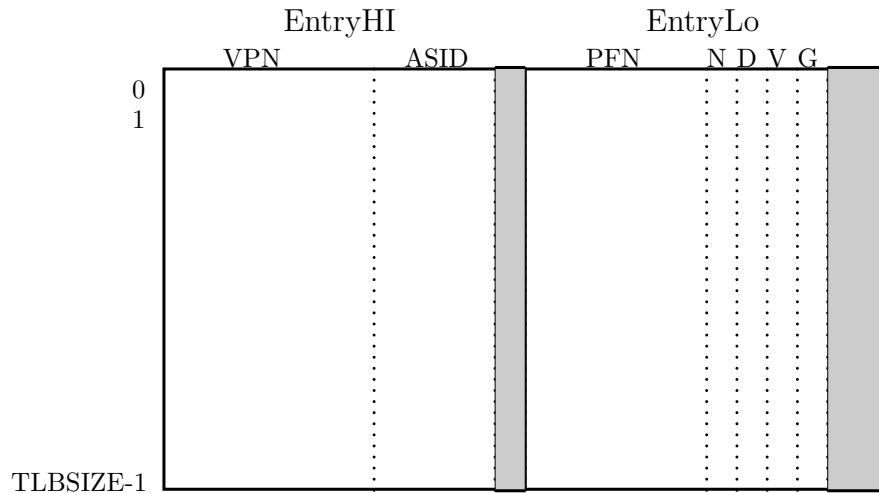 EntryHI EntryLo
VPN ASID PFN N D V G
0
1
TLBSIZE-1